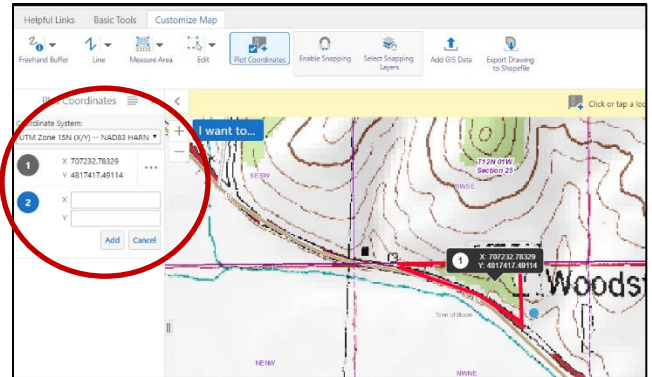 Helpful Links Basic Tools Customize Map
Freehand Buffer Line Measure Area Edit Plot Coordinates Enable Snapping Select Snapping Layers Add GIS Data Export Drawing to Shapefile
Plot Coordinates
Click or tap a loc
Coordinate System:
UTM Zone 15N (X/Y) -- NAD83 HARN
I want to...
1 X 707232.78329
Y 4817417.49114
2 X
Y
Add Cancel
T12N 01W
Section 25
SESW
NWSE
1 X: 707232.78329
Y: 4817417.49114
Woods
Town of Bloom
NENW
NWNE